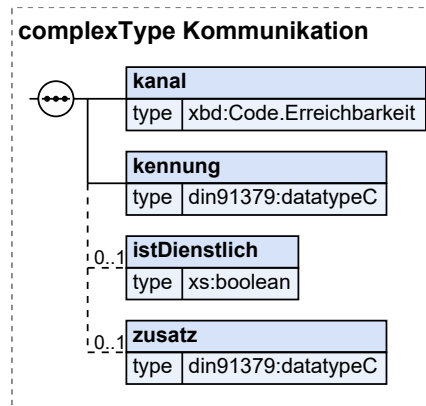 complexType Kommunikation
kanal
type xbd:Code.Erreichbarkeit
kennung
type din91379:datatypeC
0..1 istDienstlich
type xs:boolean
0..1 zusatz
type din91379:datatypeC